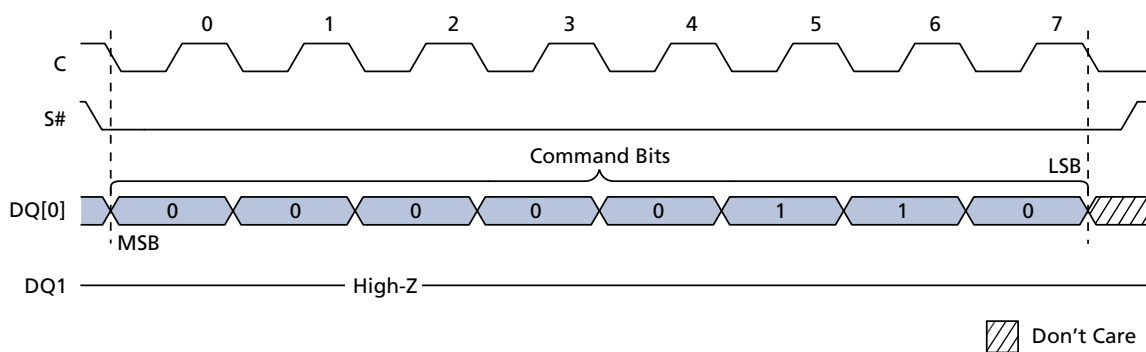 0 1 2 3 4 5 6 7
C
S#
Command Bits
LSB
DQ[0] 0 0 0 0 0 1 1 0
MSB
DQ1 High-Z
Don't Care